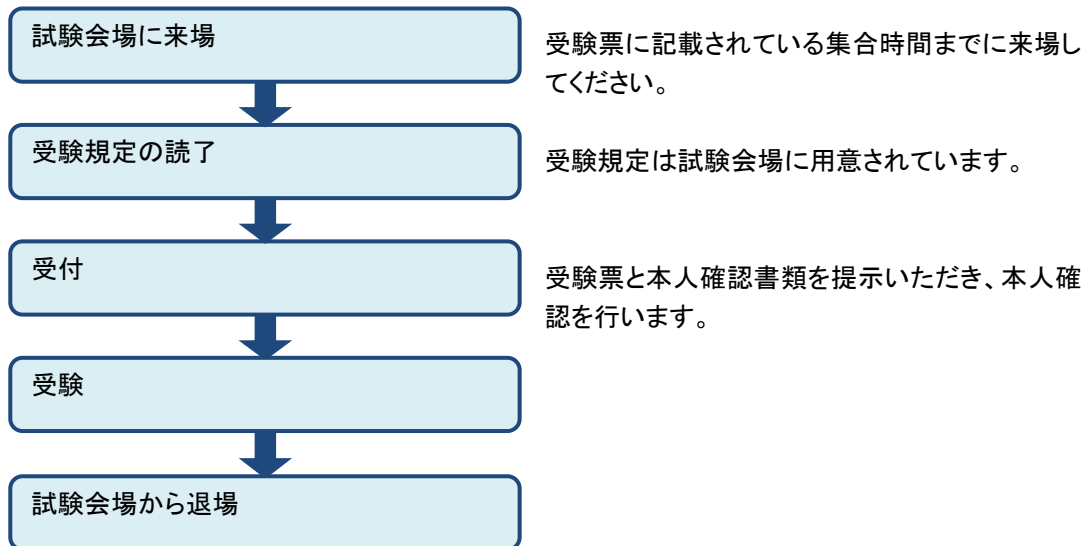 試験会場に来場
受験票に記載されている集合時間までに来場し
てください。
受験規定の読了
受験規定は試験会場に用意されています。
受付
受験票と本人確認書類を提示いただき、本人確
認を行います。
受験
試験会場から退場